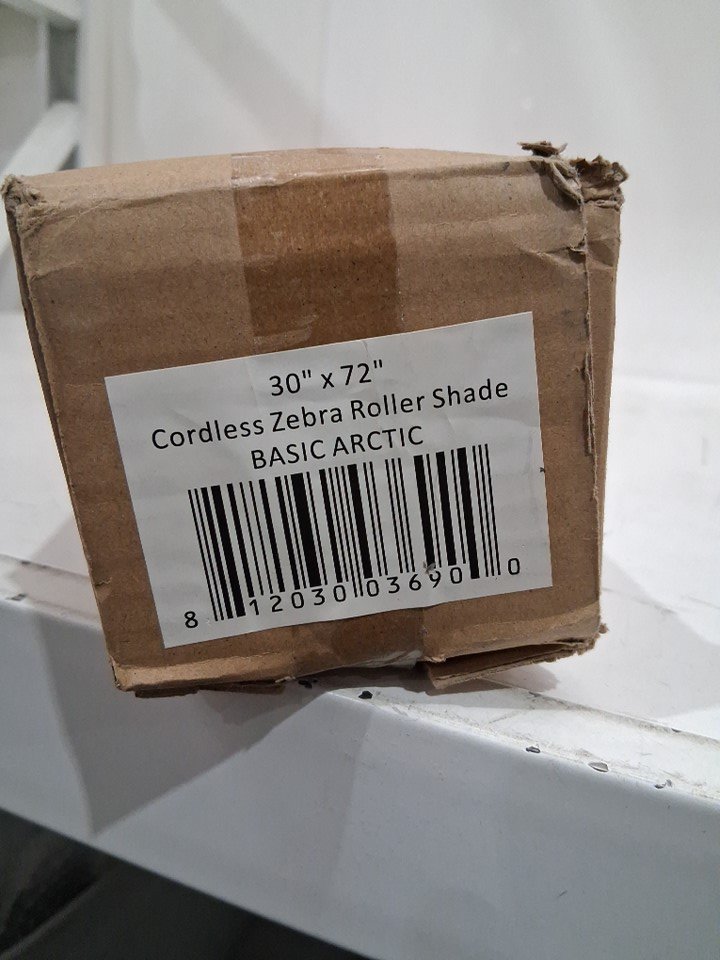 30" x 72"
Cordless Zebra Roller Shade
BASIC ARCTIC
8 12030 03690 0